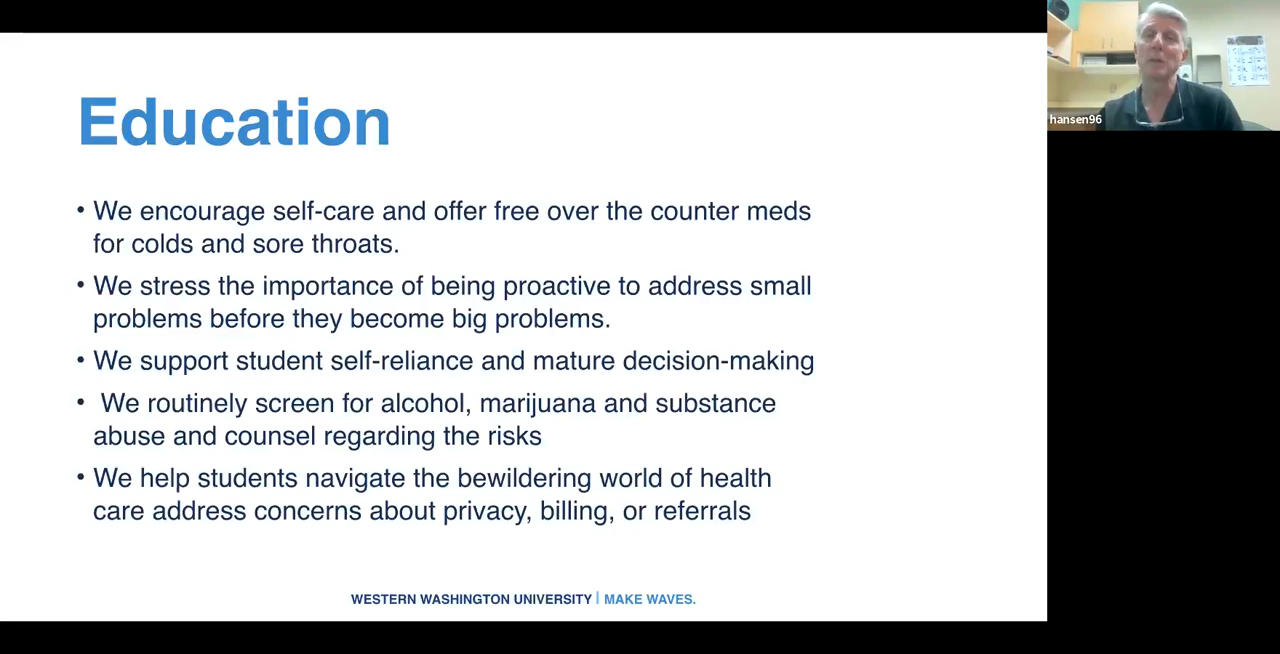 Education
• We encourage self-care and offer free over the counter meds
for colds and sore throats.
• We stress the importance of being proactive to address small
problems before they become big problems.
• We support student self-reliance and mature decision-making
• We routinely screen for alcohol, marijuana and substance
abuse and counsel regarding the risks
• We help students navigate the bewildering world of health
care address concerns about privacy, billing, or referrals
WESTERN WASHINGTON UNIVERSITY | MAKE WAVES.
hansen96